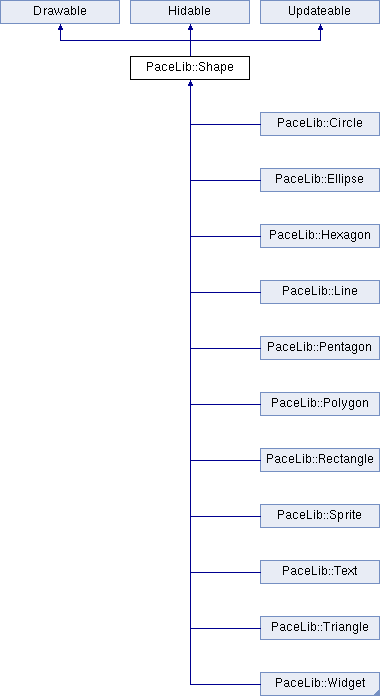 Drawable
Hidable
Updateable
PaceLib::Shape
PaceLib::Circle
PaceLib::Ellipse
PaceLib::Hexagon
PaceLib::Line
PaceLib::Pentagon
PaceLib::Polygon
PaceLib::Rectangle
PaceLib::Sprite
PaceLib::Text
PaceLib::Triangle
PaceLib::Widget